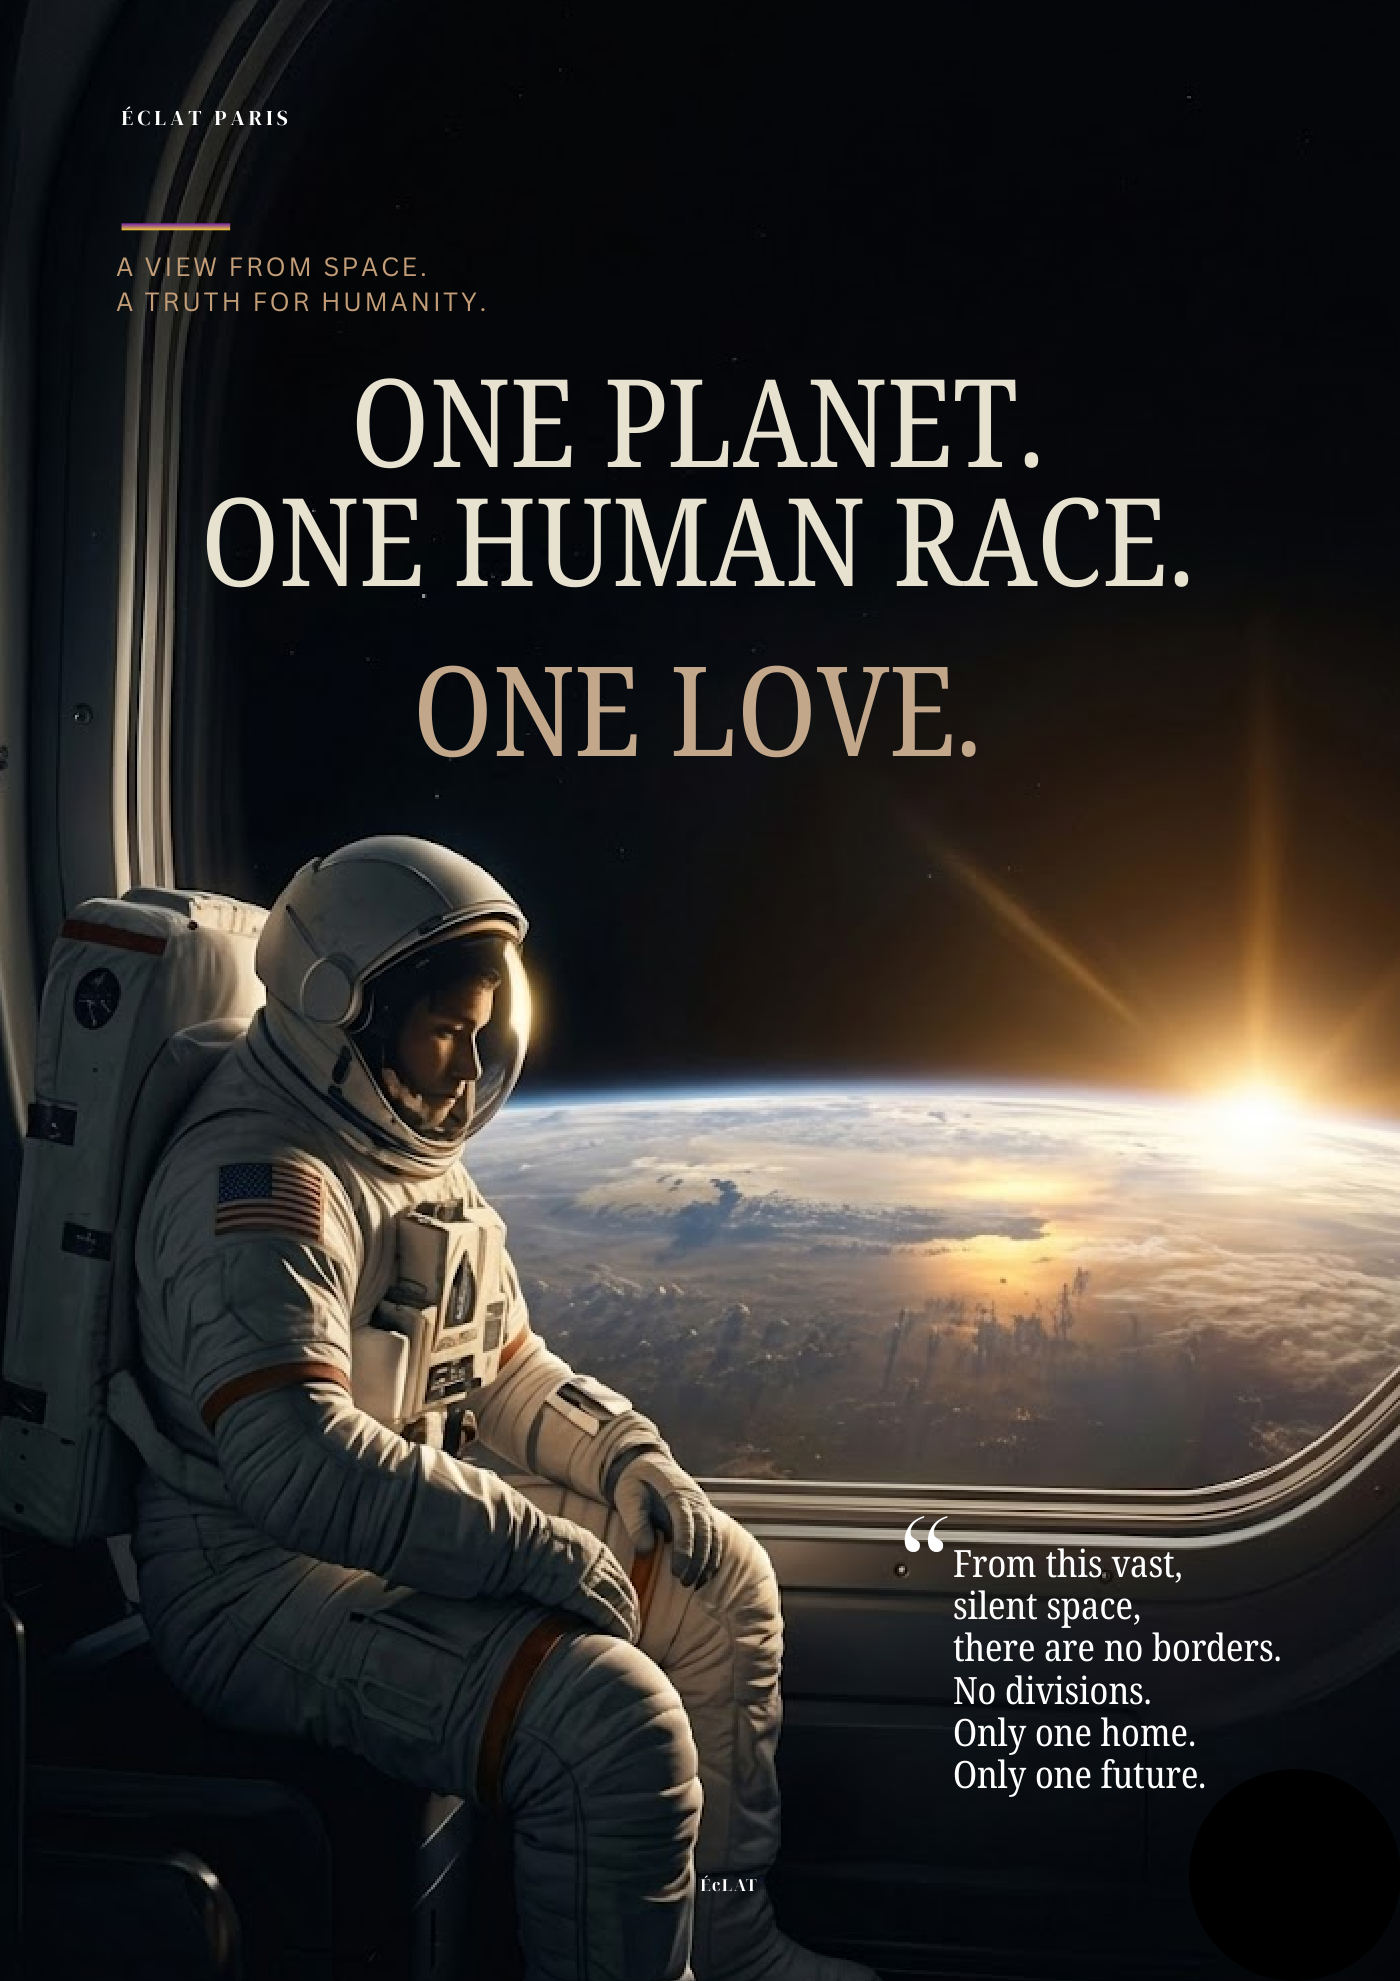 ÉCLAT PARIS
A VIEW FROM SPACE.
A TRUTH FOR HUMANITY.
ONE PLANET.
ONE HUMAN RACE.
ONE LOVE.
“From this vast,
silent space,
there are no borders.
No divisions.
Only one home.
Only one future.
ÉcLAT